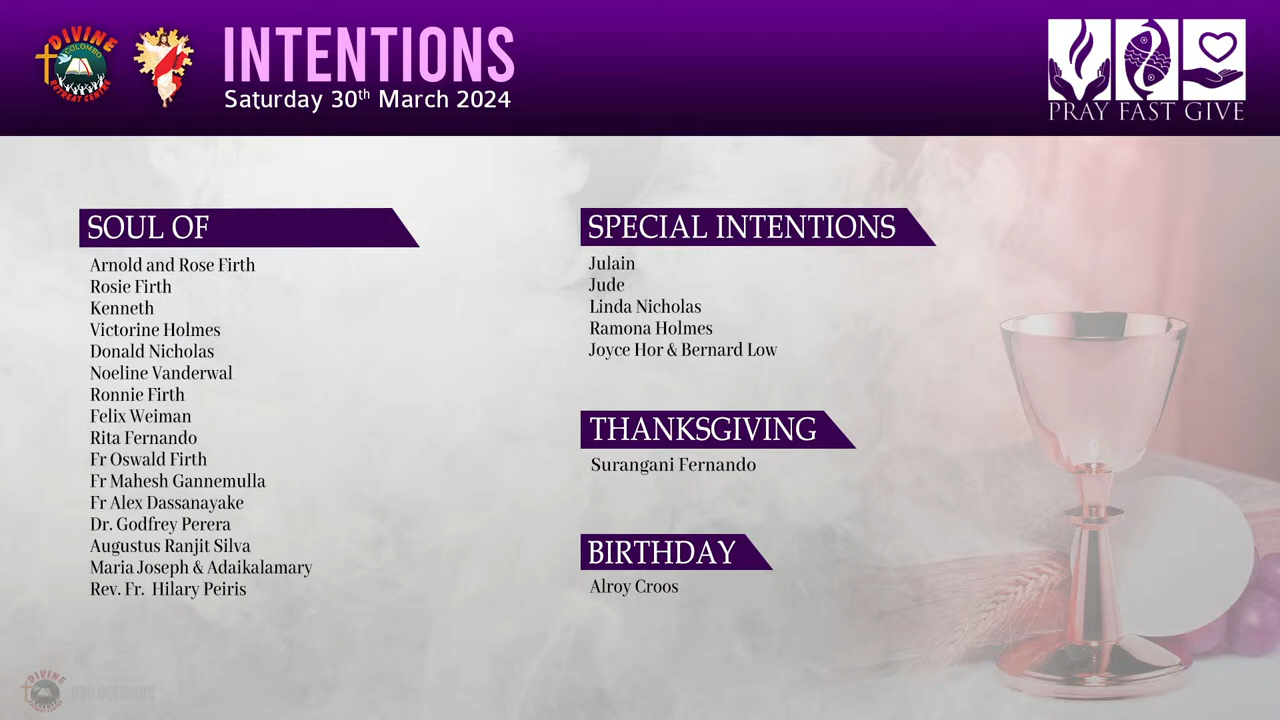 DIVINE
COLOMBO
RETREAT CENTRE
INTENTIONS
Saturday 30th March 2024
PRAY FAST GIVE
SOUL OF
Arnold and Rose Firth
Rosie Firth
Kenneth
Victorine Holmes
Donald Nicholas
Noeline Vanderwal
Ronnie Firth
Felix Weiman
Rita Fernando
Fr Oswald Firth
Fr Mahesh Gannemulla
Fr Alex Dassanayake
Dr. Godfrey Perera
Augustus Ranjit Silva
Maria Joseph & Adaikalamary
Rev. Fr. Hilary Peiris
SPECIAL INTENTIONS
Julain
Jude
Linda Nicholas
Ramona Holmes
Joyce Hor & Bernard Low
THANKSGIVING
Surangani Fernando
BIRTHDAY
Alroy Croos
DIVINE